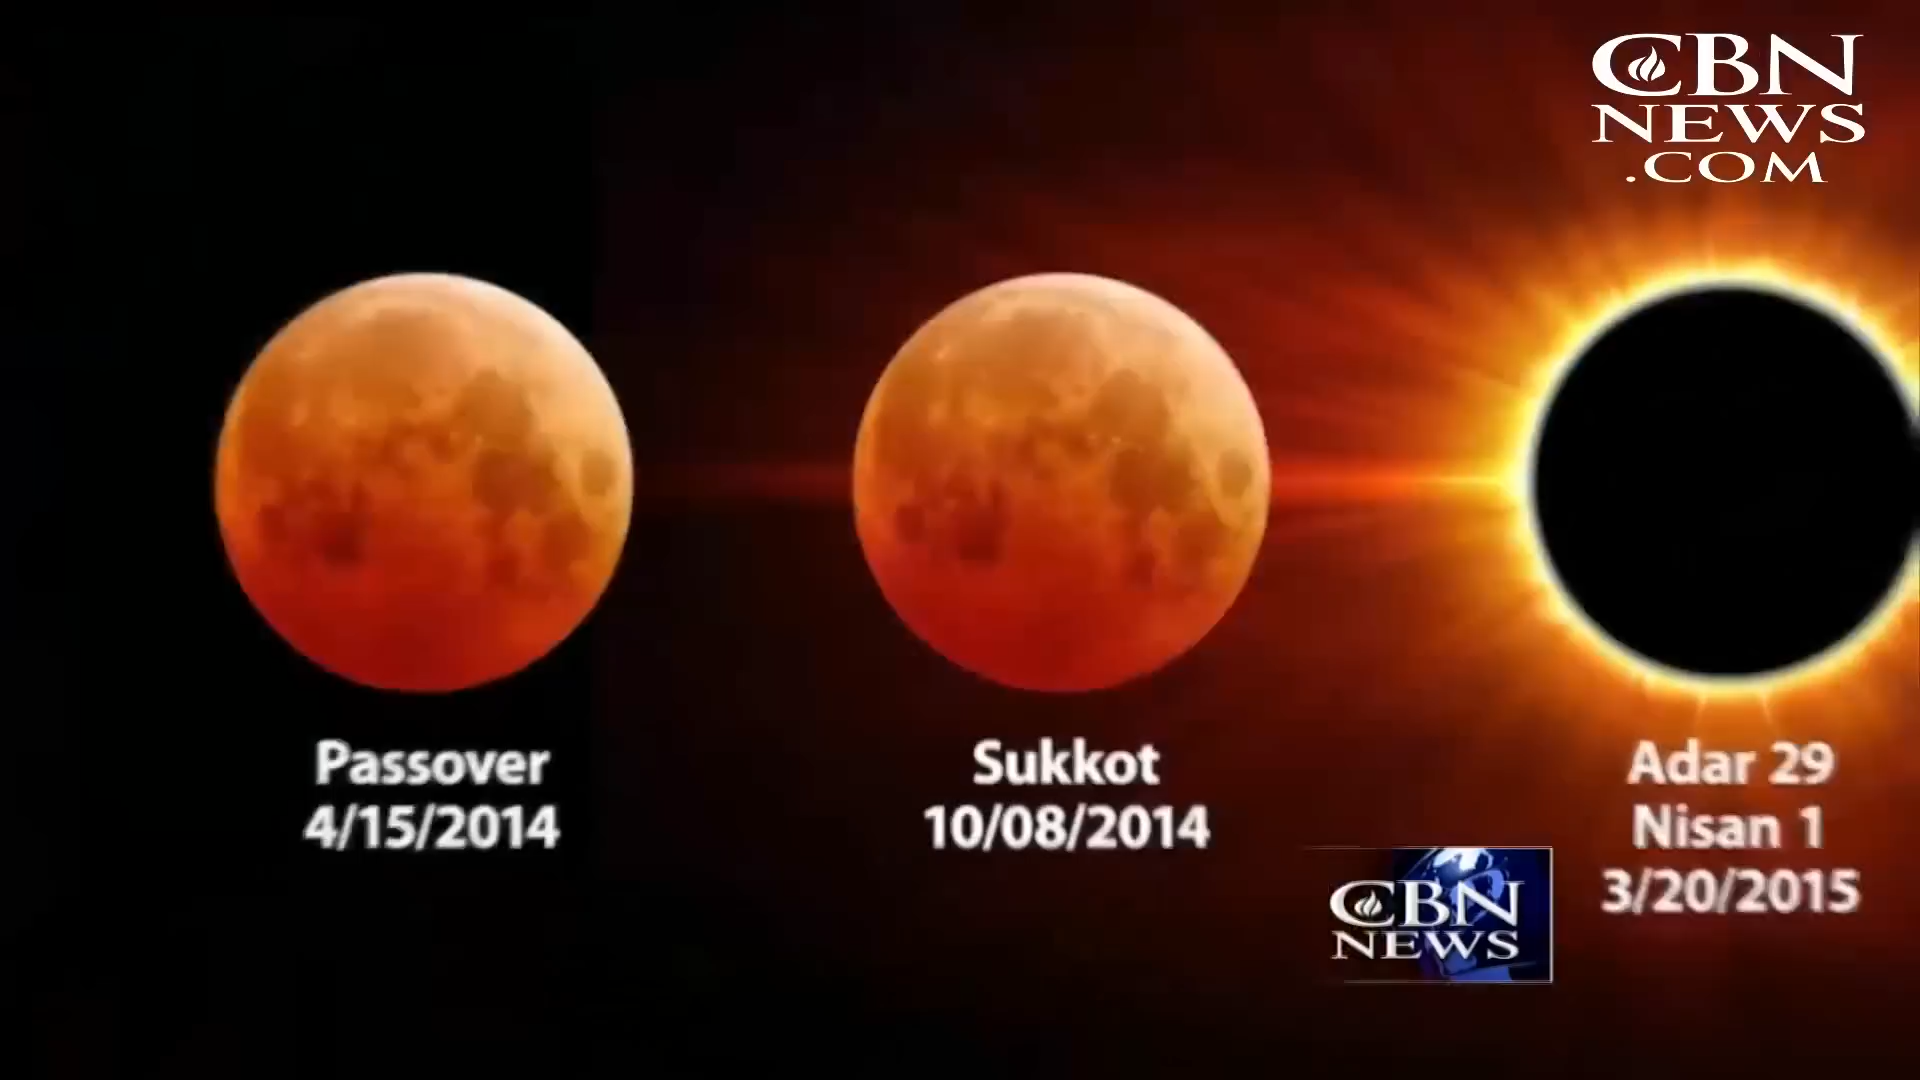 CBN
NEWS
.COM
Passover
4/15/2014
Sukkot
10/08/2014
Adar 29
Nisan 1
3/20/2015
CBN
NEWS